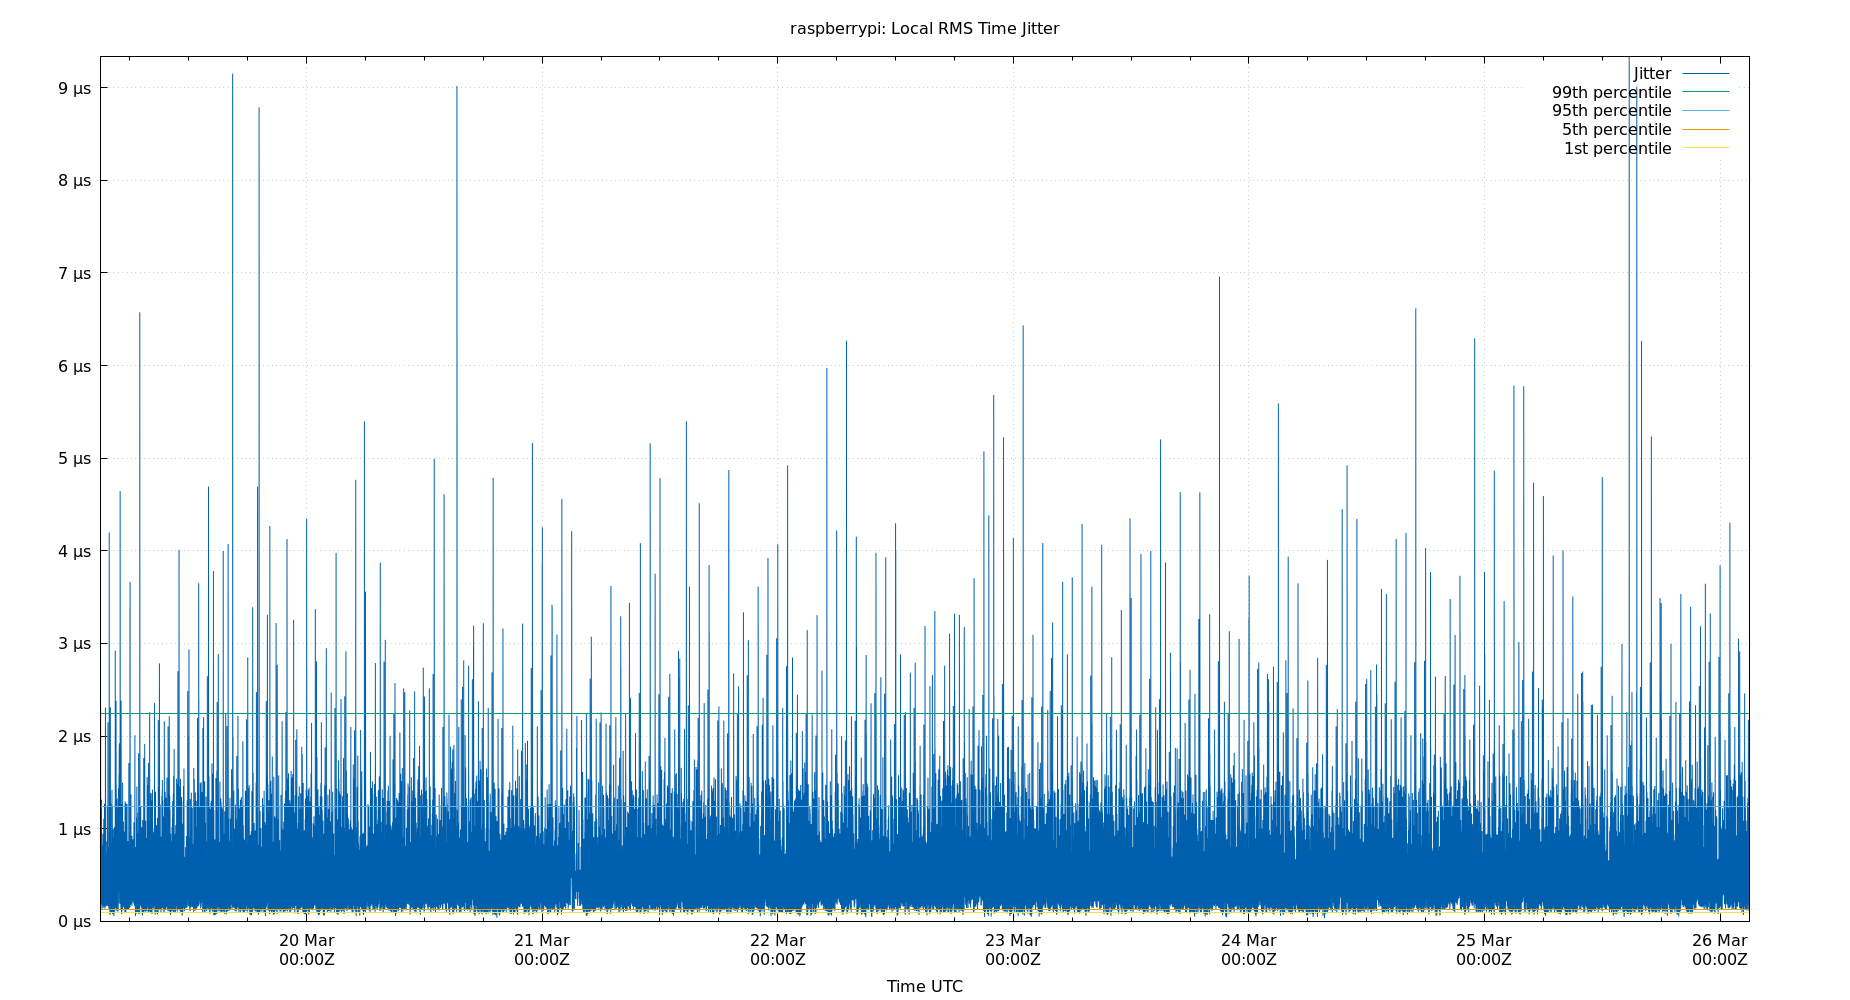 raspberrypi: Local RMS Time Jitter
Jitter
99th percentile
95th percentile
5th percentile
1st percentile
9 µs
8 µs
7 µs
6 µs
5 µs
4 µs
3 µs
2 µs
1 µs
0 µs
20 Mar 21 Mar 22 Mar 23 Mar 24 Mar 25 Mar 26 Mar
00:00Z 00:00Z 00:00Z 00:00Z 00:00Z 00:00Z 00:00Z
Time UTC